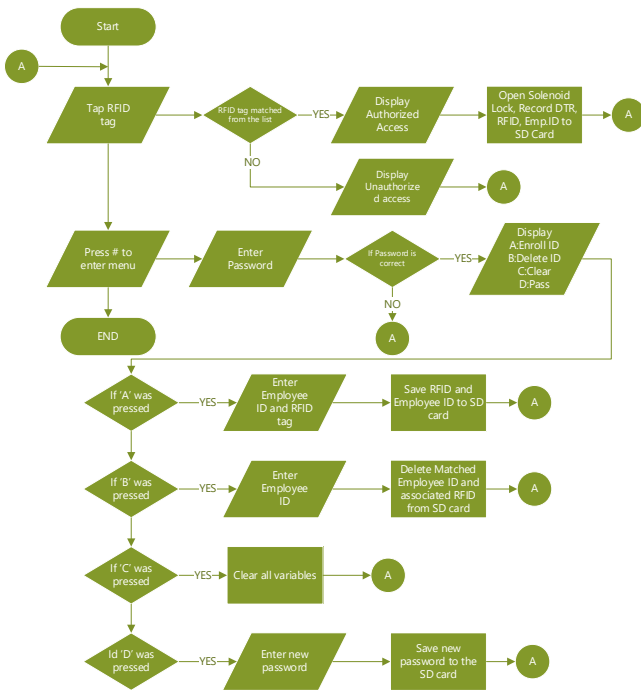 Start
A
Tap RFID
tag
RFID tag matched
from the list
YES
Display
Authorized
Access
Open Solenoid
Lock, Record DTR,
RFID, Emp.ID to
SD Card
A
NO
Display
Unauthorize
d access
A
Press # to
enter menu
Enter
Password
If Password is
correct
YES
Display
A:Enroll ID
B:Delete ID
C:Clear
D:Pass
NO
A
END
If 'A' was
pressed
YES
Enter
Employee
ID and RFID
tag
Save RFID and
Employee ID to SD
card
A
If 'B' was
pressed
YES
Enter
Employee
ID
Delete Matched
Employee ID and
associated RFID
from SD card
A
If 'C' was
pressed
YES
Clear all variables
A
Id 'D' was
pressed
YES
Enter new
password
Save new
password to the
SD card
A